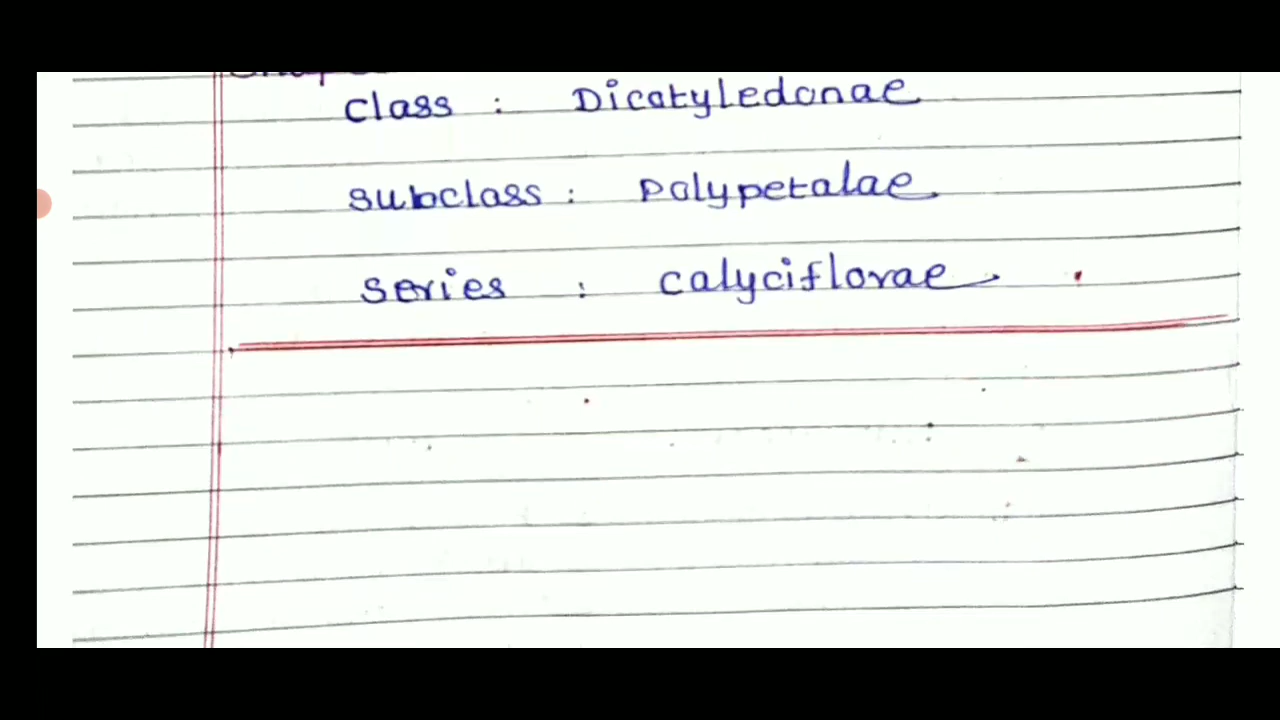 class : Dicotyledonae
subclass : Polypetalae
series : calyciflorae